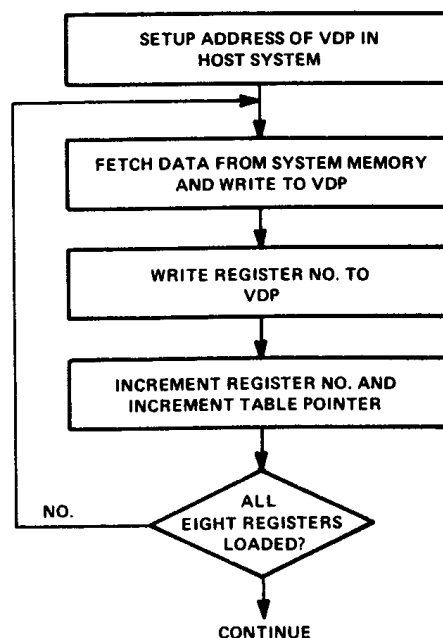 SETUP ADDRESS OF VDP IN
HOST SYSTEM
FETCH DATA FROM SYSTEM MEMORY
AND WRITE TO VDP
WRITE REGISTER NO. TO
VDP
INCREMENT REGISTER NO. AND
INCREMENT TABLE POINTER
NO.
ALL
EIGHT REGISTERS
LOADED?
CONTINUE